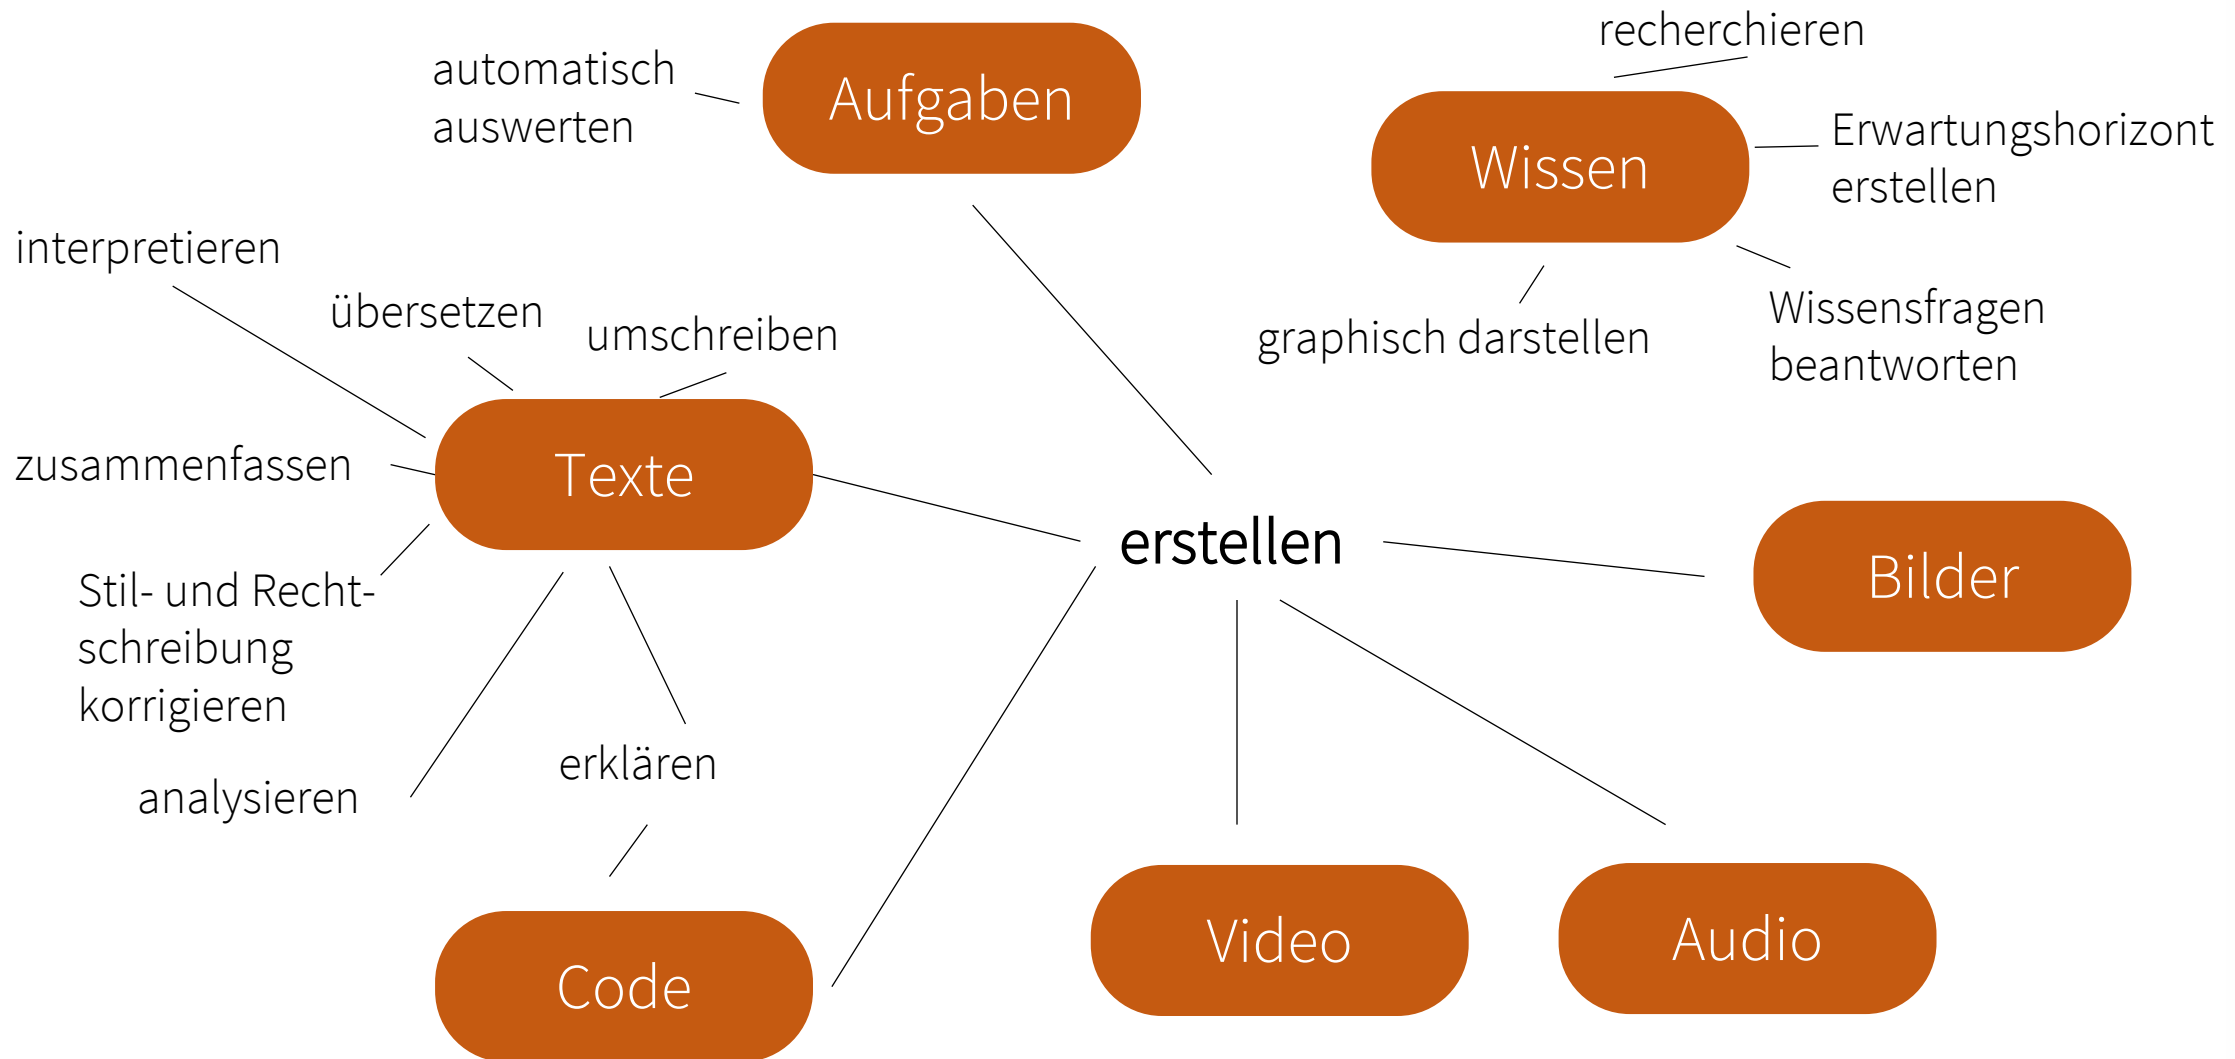 recherchieren
automatisch
auswerten
Aufgaben
Erwartungshorizont
erstellen
Wissen
interpretieren
übersetzen
umschreiben
graphisch darstellen
Wissensfragen
beantworten
zusammenfassen
Texte
erstellen
Bilder
Stil- und Recht-
schreibung
korrigieren
erklären
analysieren
Video
Audio
Code